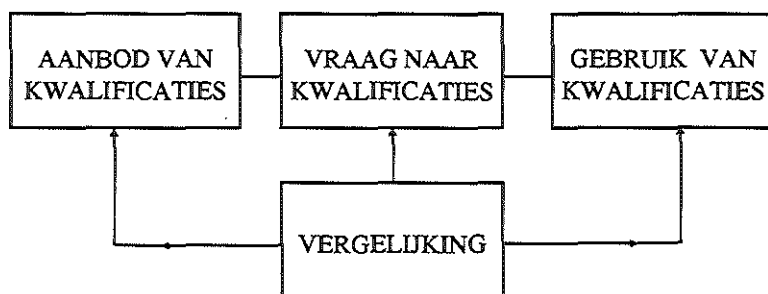 AANBOD VAN
KWALIFICATIES
VRAAG NAAR
KWALIFICATIES
GEBRUIK VAN
KWALIFICATIES
VERGELIJKING